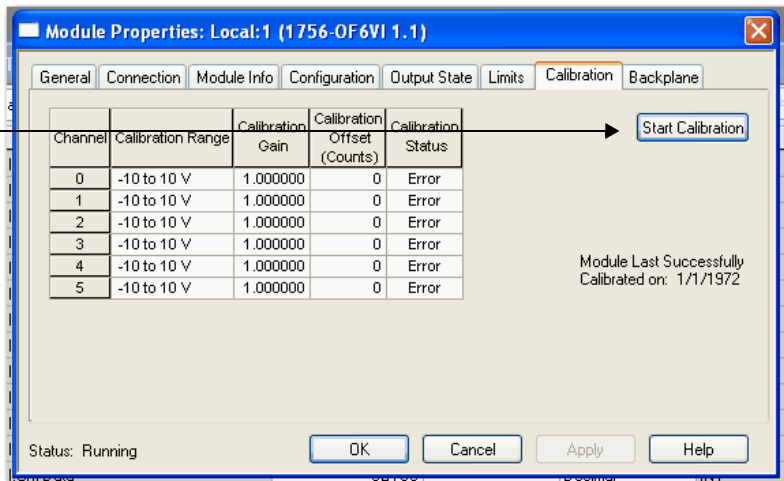 Module Properties: Local:1 (1756-OF6VI 1.1)
General Connection Module Info Configuration Output State Limits Calibration Backplane
Channel Calibration Range Calibration Gain Calibration Offset (Counts) Calibration Status
Start Calibration
0 -10 to 10 V 1.000000 0 Error
1 -10 to 10 V 1.000000 0 Error
2 -10 to 10 V 1.000000 0 Error
3 -10 to 10 V 1.000000 0 Error
4 -10 to 10 V 1.000000 0 Error
5 -10 to 10 V 1.000000 0 Error
Module Last Successfully
Calibrated on: 1/1/1972
Status: Running
OK Cancel Apply Help